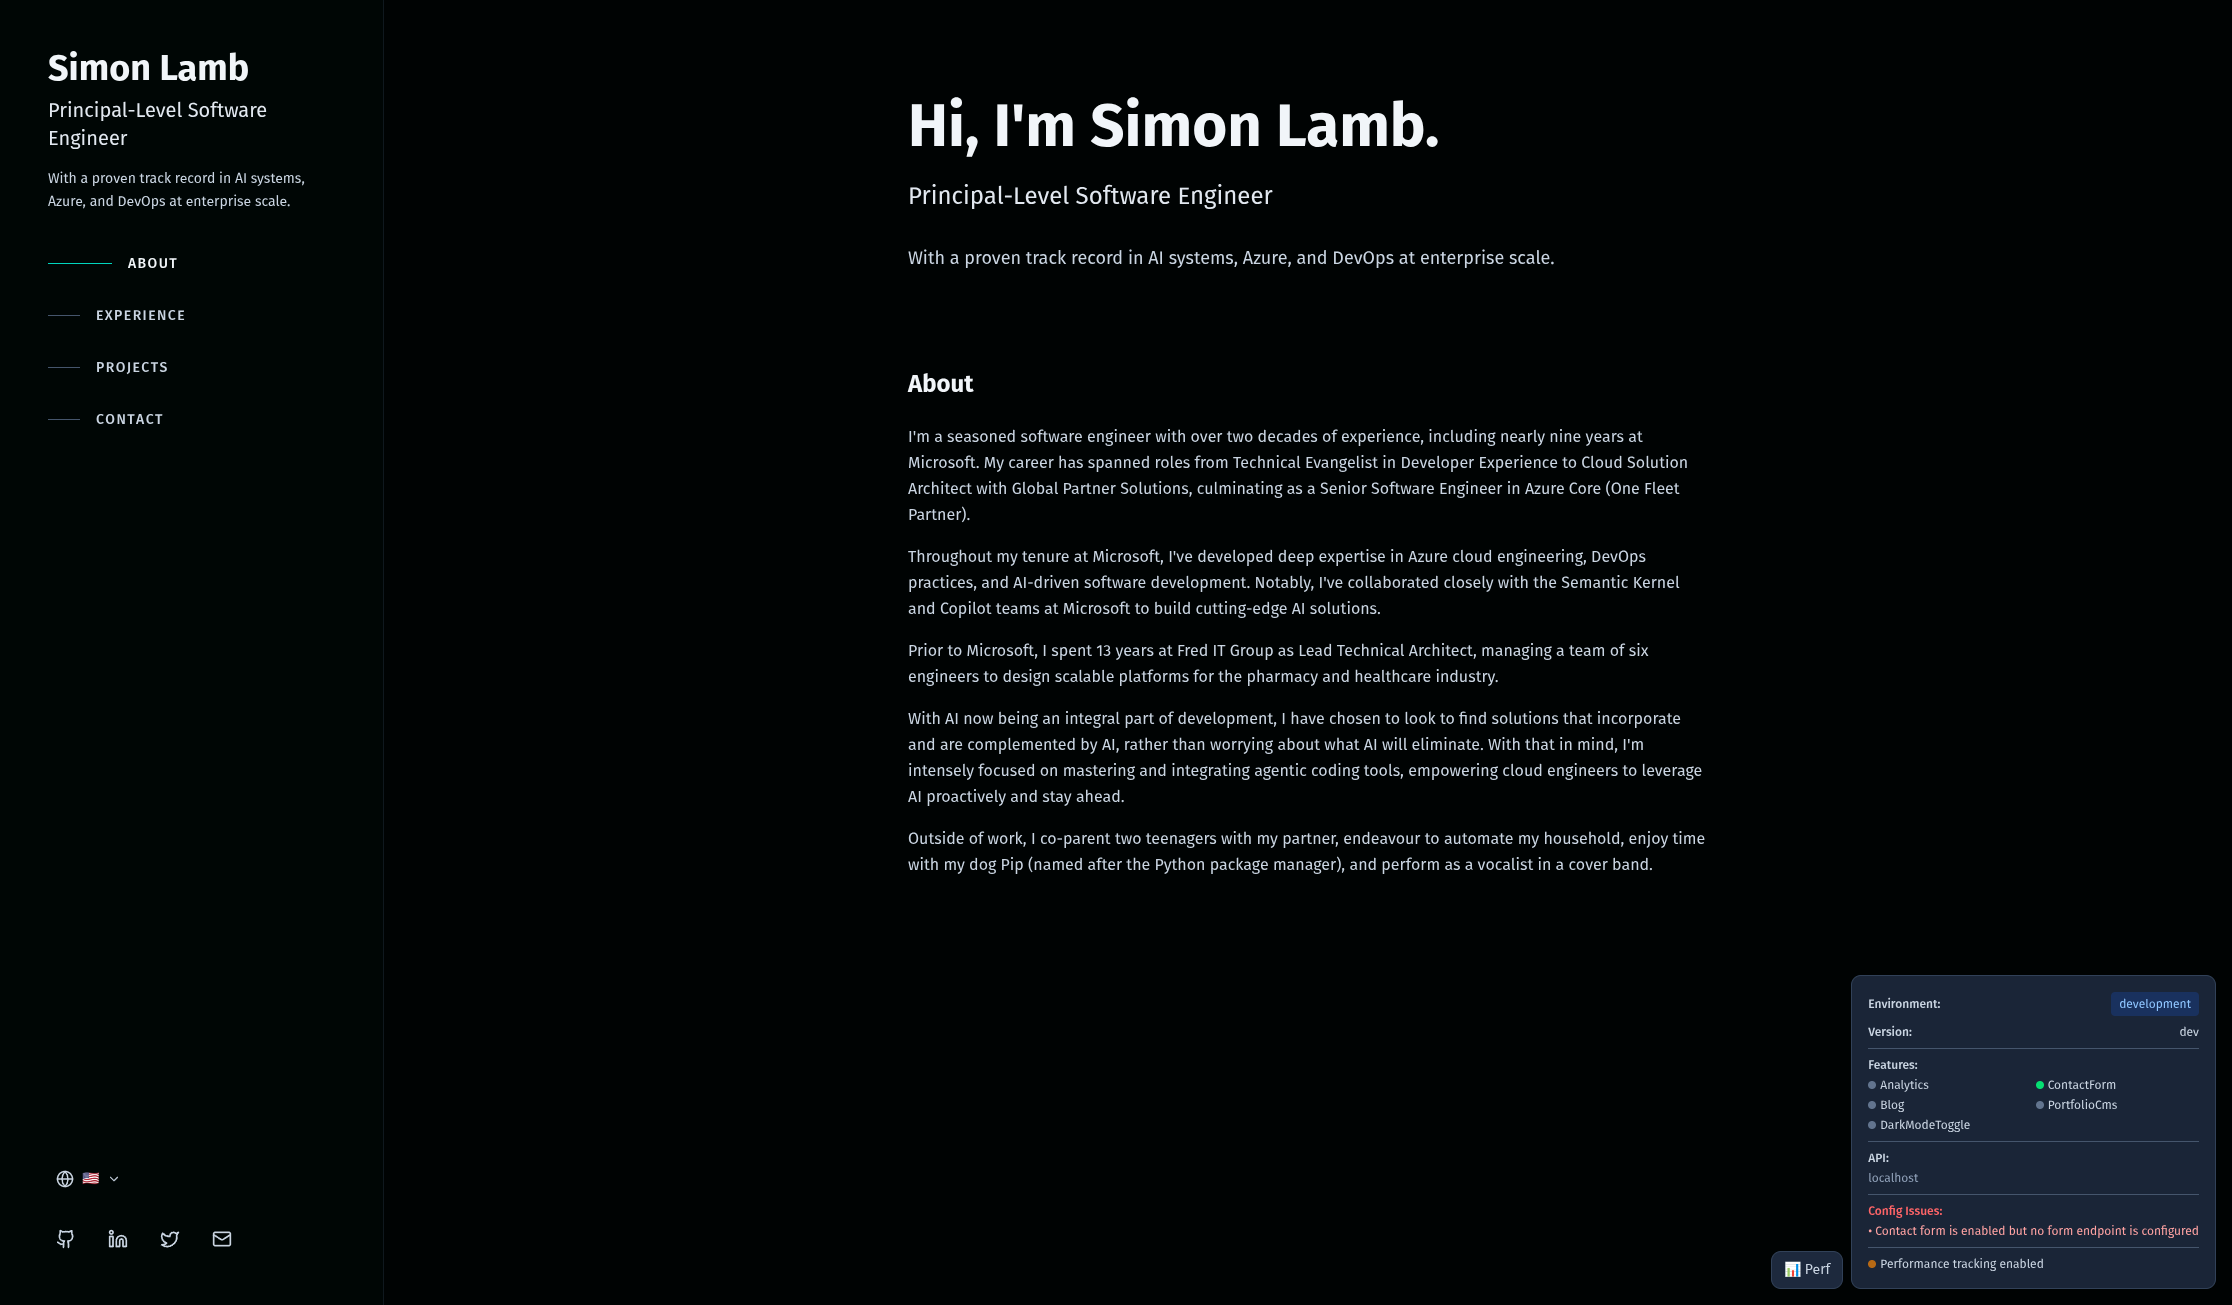 Simon Lamb
Principal-Level Software
Engineer
With a proven track record in AI systems,
Azure, and DevOps at enterprise scale.
ABOUT
EXPERIENCE
PROJECTS
CONTACT
Hi, I'm Simon Lamb.
Principal-Level Software Engineer
With a proven track record in AI systems, Azure, and DevOps at enterprise scale.
About
I'm a seasoned software engineer with over two decades of experience, including nearly nine years at
Microsoft. My career has spanned roles from Technical Evangelist in Developer Experience to Cloud Solution
Architect with Global Partner Solutions, culminating as a Senior Software Engineer in Azure Core (One Fleet
Partner).
Throughout my tenure at Microsoft, I've developed deep expertise in Azure cloud engineering, DevOps
practices, and AI-driven software development. Notably, I've collaborated closely with the Semantic Kernel
and Copilot teams at Microsoft to build cutting-edge AI solutions.
Prior to Microsoft, I spent 13 years at Fred IT Group as Lead Technical Architect, managing a team of six
engineers to design scalable platforms for the pharmacy and healthcare industry.
With AI now being an integral part of development, I have chosen to look to find solutions that incorporate
and are complemented by AI, rather than worrying about what AI will eliminate. With that in mind, I'm
intensely focused on mastering and integrating agentic coding tools, empowering cloud engineers to leverage
AI proactively and stay ahead.
Outside of work, I co-parent two teenagers with my partner, endeavour to automate my household, enjoy time
with my dog Pip (named after the Python package manager), and perform as a vocalist in a cover band.
📊 Perf
Environment: development
Version: dev
Features:
Analytics ContactForm
Blog PortfolioCms
DarkModeToggle
API:
localhost
Config Issues:
• Contact form is enabled but no form endpoint is configured
Performance tracking enabled